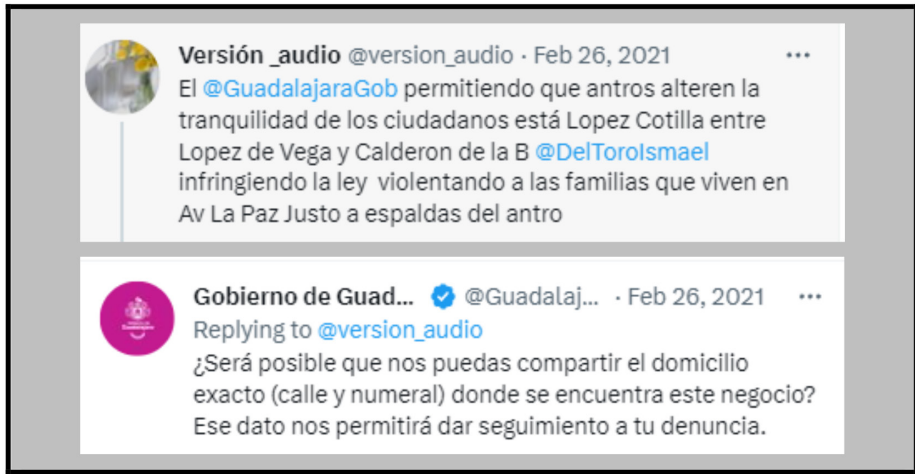 Versión _audio @version_audio · Feb 26, 2021
El @GuadalajaraGob permitiendo que antros alteren la
tranquilidad de los ciudadanos está Lopez Cotilla entre
Lopez de Vega y Calderon de la B @DelToroIsmael
infringiendo la ley violentando a las familias que viven en
Av La Paz Justo a espaldas del antro
Gobierno de Guad... @Guadalaj... · Feb 26, 2021
Replying to @version_audio
¿Será posible que nos puedas compartir el domicilio
exacto (calle y numeral) donde se encuentra este negocio?
Ese dato nos permitirá dar seguimiento a tu denuncia.